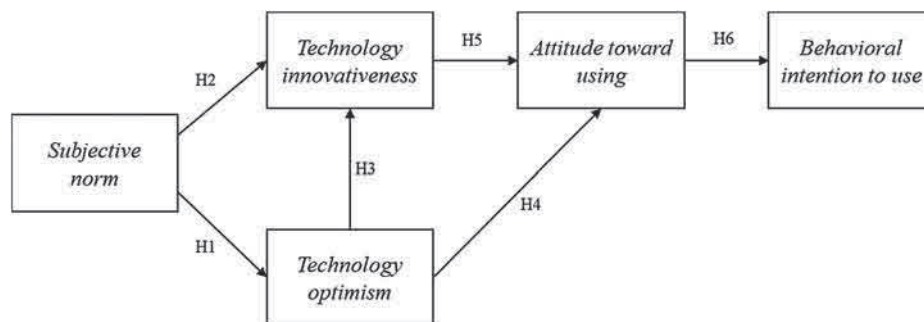 Technology
innovativeness
H5
Attitude toward
using
H6
Behavioral
intention to use
H2
Subjective
norm
H3
H4
H1
Technology
optimism